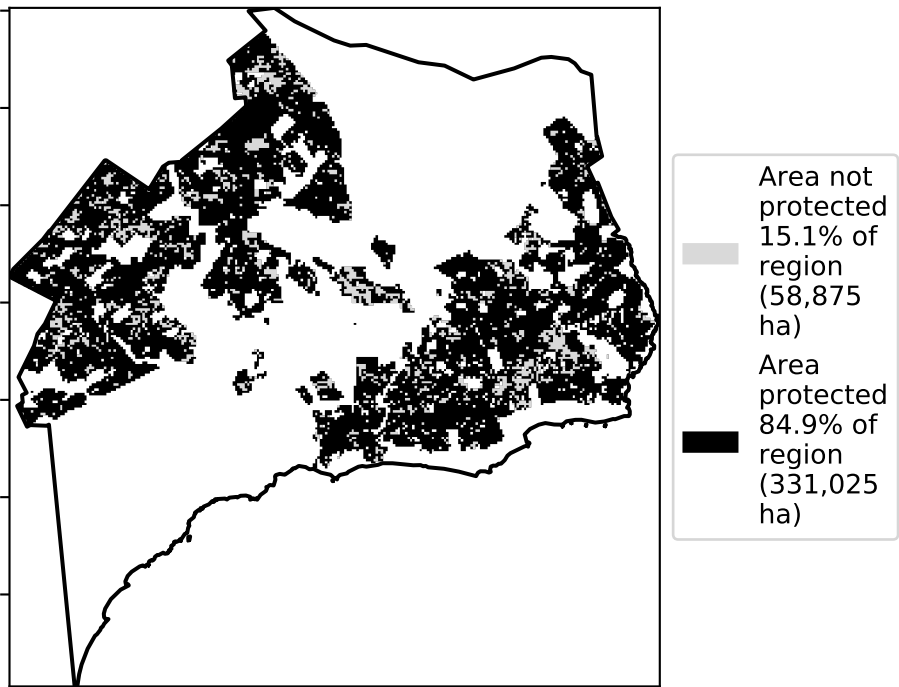 Area not
protected
15.1% of
region
(58,875
ha)
Area
protected
84.9% of
region
(331,025
ha)